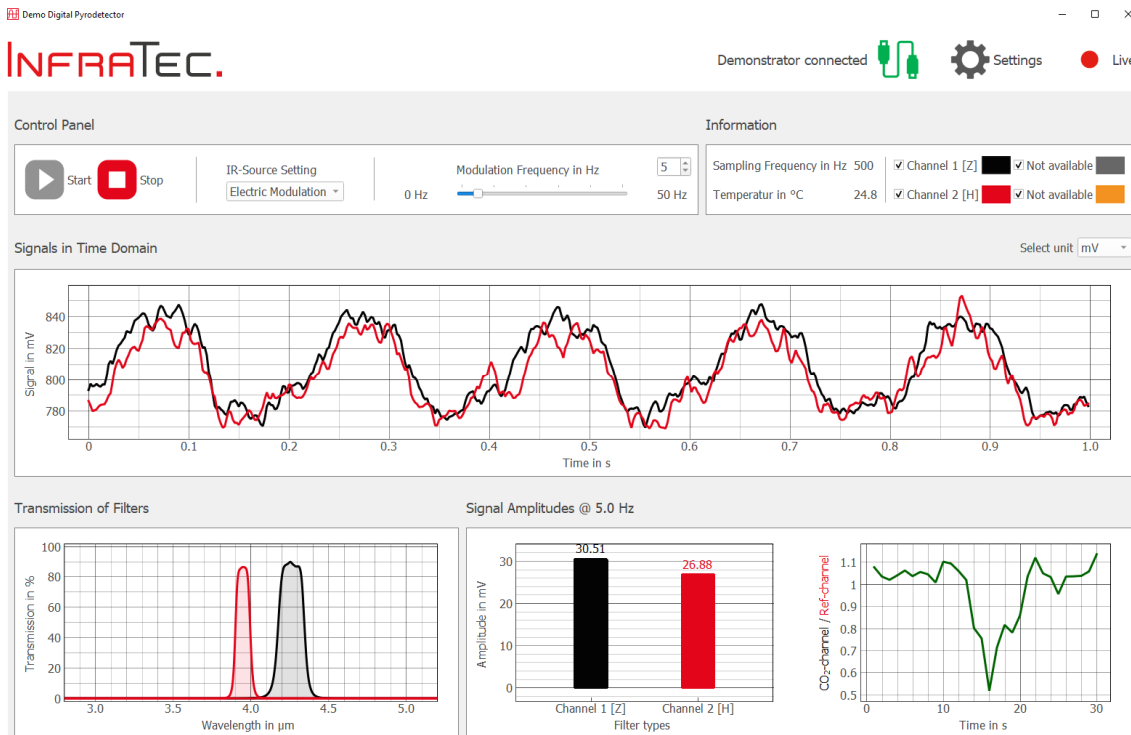 Demo Digital Pyrodetector
INFRATEC.
Demonstrator connected
Settings
Live
Control Panel
Information
Start
Stop
IR-Source Setting
Electric Modulation
Modulation Frequency in Hz
5
0 Hz
50 Hz
Sampling Frequency in Hz 500
Channel 1 [Z]
Not available
Temperatur in °C 24.8
Channel 2 [H]
Not available
Signals in Time Domain
Select unit mV
Signal in mV
840
820
800
780
0 0.1 0.2 0.3 0.4 0.5 0.6 0.7 0.8 0.9 1.0
Time in s
Transmission of Filters
Transmission in %
100
80
60
40
20
0
3.0 3.5 4.0 4.5 5.0
Wavelength in µm
Signal Amplitudes @ 5.0 Hz
Amplitude in mV
30
20
10
0
30.51
26.88
Channel 1 [Z] Channel 2 [H]
Filter types
CO₂-channel / Ref-channel
1.1
1
0.9
0.8
0.7
0.6
0.5
0 10 20 30
Time in s